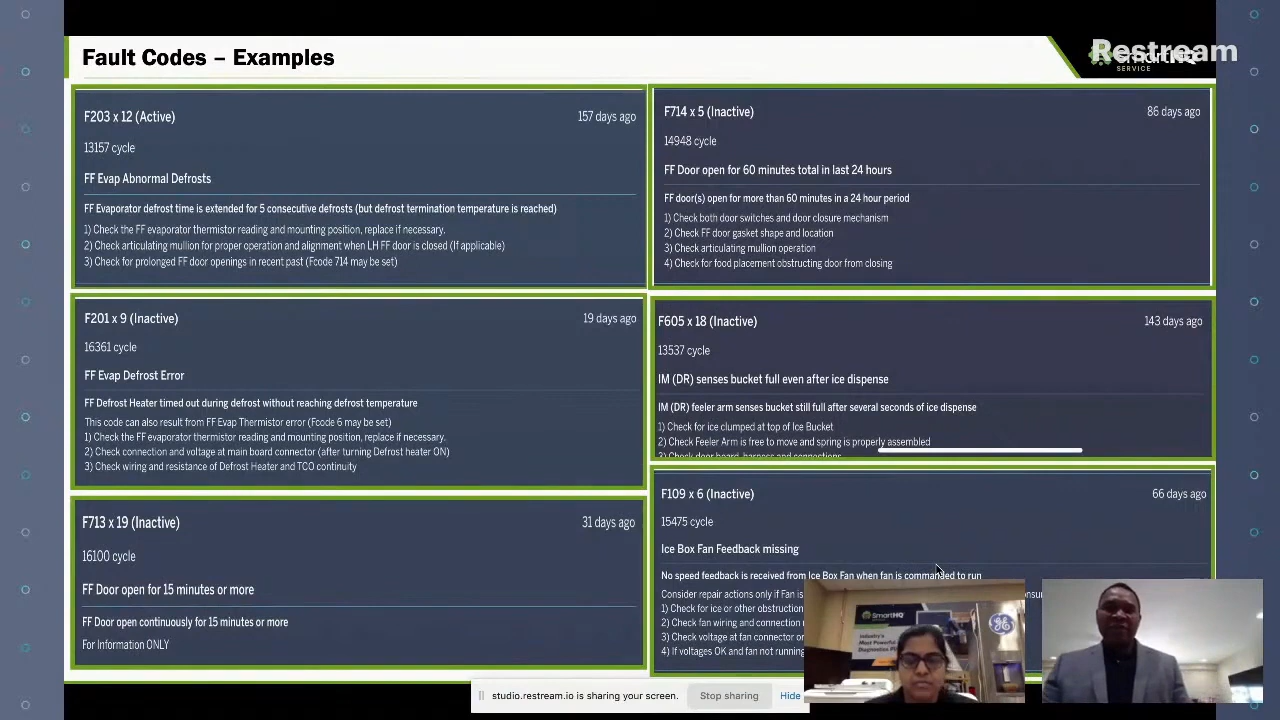 Fault Codes – Examples
Restream
SERVICE
F203 x 12 (Active)
157 days ago
13157 cycle
FF Evap Abnormal Defrosts
FF Evaporator defrost time is extended for 5 consecutive defrosts (but defrost termination temperature is reached)
1) Check the FF evaporator thermistor reading and mounting position, replace if necessary.
2) Check articulating mullion for proper operation and alignment when LH FF door is closed (If applicable)
3) Check for prolonged FF door openings in recent past (Fcode 714 may be set)
F714 x 5 (Inactive)
86 days ago
14948 cycle
FF Door open for 60 minutes total in last 24 hours
FF door(s) open for more than 60 minutes in a 24 hour period
1) Check both door switches and door closure mechanism
2) Check FF door gasket shape and location
3) Check articulating mullion operation
4) Check for food placement obstructing door from closing
F201 x 9 (Inactive)
19 days ago
16361 cycle
FF Evap Defrost Error
FF Defrost Heater timed out during defrost without reaching defrost temperature
This code can also result from FF Evap Thermistor error (Fcode 6 may be set)
1) Check the FF evaporator thermistor reading and mounting position, replace if necessary.
2) Check connection and voltage at main board connector (after turning Defrost heater ON)
3) Check wiring and resistance of Defrost Heater and TCO continuity
F605 x 18 (Inactive)
143 days ago
13537 cycle
IM (DR) senses bucket full even after ice dispense
IM (DR) feeler arm senses bucket still full after several seconds of ice dispense
1) Check for ice clumped at top of Ice Bucket
2) Check Feeler Arm is free to move and spring is properly assembled
3) Check door board, harness and connections
F713 x 19 (Inactive)
31 days ago
16100 cycle
FF Door open for 15 minutes or more
FF Door open continuously for 15 minutes or more
For Information ONLY
F109 x 6 (Inactive)
66 days ago
15475 cycle
Ice Box Fan Feedback missing
No speed feedback is received from Ice Box Fan when fan is commanded to run
Consider repair actions only if Fan is
1) Check for ice or other obstruction
2) Check fan wiring and connection
3) Check voltage at fan connector
4) If voltages OK and fan not running
SmartHQ
Industry's
Most Powerful
GE
studio.restream.io is sharing your screen.
Stop sharing
Hide